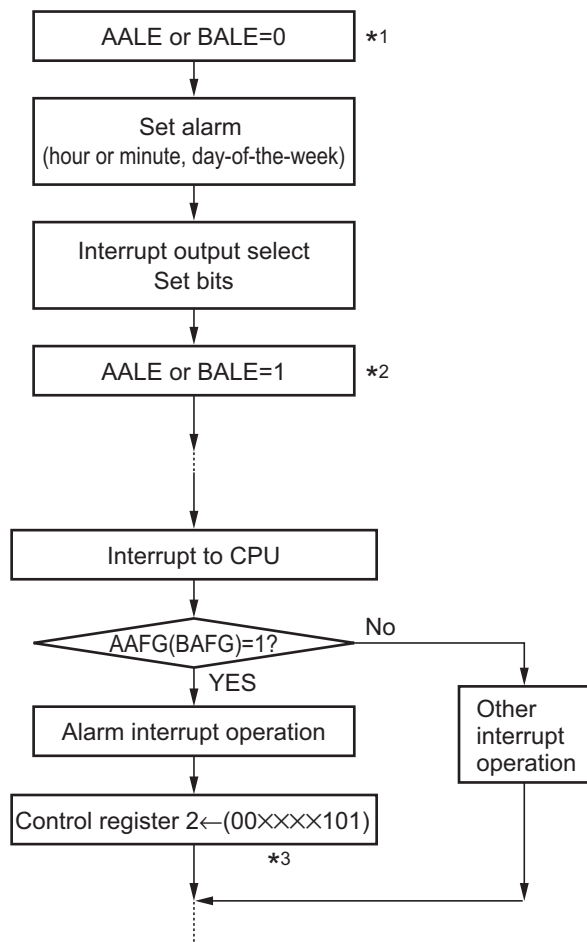 AALE or BALE=0
*1
Set alarm
(hour or minute, day-of-the-week)
Interrupt output select
Set bits
AALE or BALE=1
*2
Interrupt to CPU
AAFG(BAFG)=1?
No
YES
Alarm interrupt operation
Other
interrupt
operation
Control register 2←(00××××101)
*3